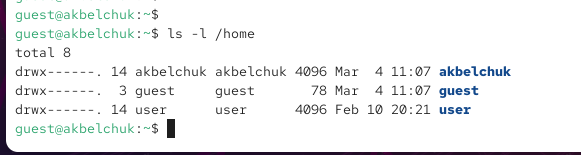 guest@akbelchuk:~$
guest@akbelchuk:~$ ls -l /home
total 8
drwx------. 14 akbelchuk akbelchuk 4096 Mar  4 11:07 akbelchuk
drwx------.  3 guest     guest       78 Mar  4 11:07 guest
drwx------. 14 user      user      4096 Feb 10 20:21 user
guest@akbelchuk:~$